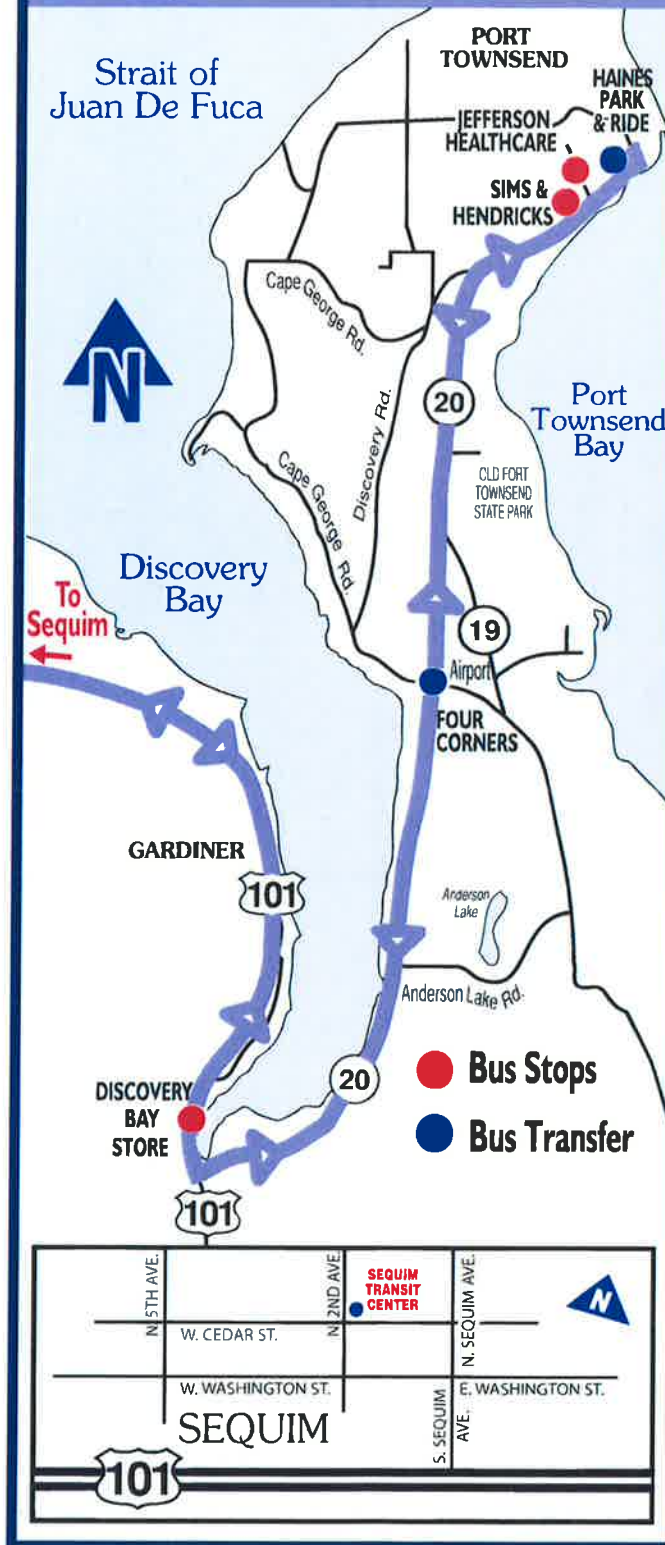 Strait of
Juan De Fuca
PORT
TOWNSEND
HAINES
PARK
& RIDE
JEFFERSON
HEALTHCARE
SIMS &
HENDRICKS
Cape George Rd.
N
20
Port
Townsend
Bay
Discovery Rd.
CLD FORT
TOWNSEND
STATE PARK
Cape George Rd.
Discovery
Bay
To
Sequim
19
Airport
FOUR
CORNERS
GARDINER
101
Anderson
Lake
Anderson Lake Rd.
20
Bus Stops
Bus Transfer
DISCOVERY
BAY
STORE
101
N 5TH AVE.
N 2ND AVE.
SEQUIM
TRANSIT
CENTER
N. SEQUIM AVE.
N
W. CEDAR ST.
W. WASHINGTON ST.
E. WASHINGTON ST.
SEQUIM
S. SEQUIM
AVE.
101